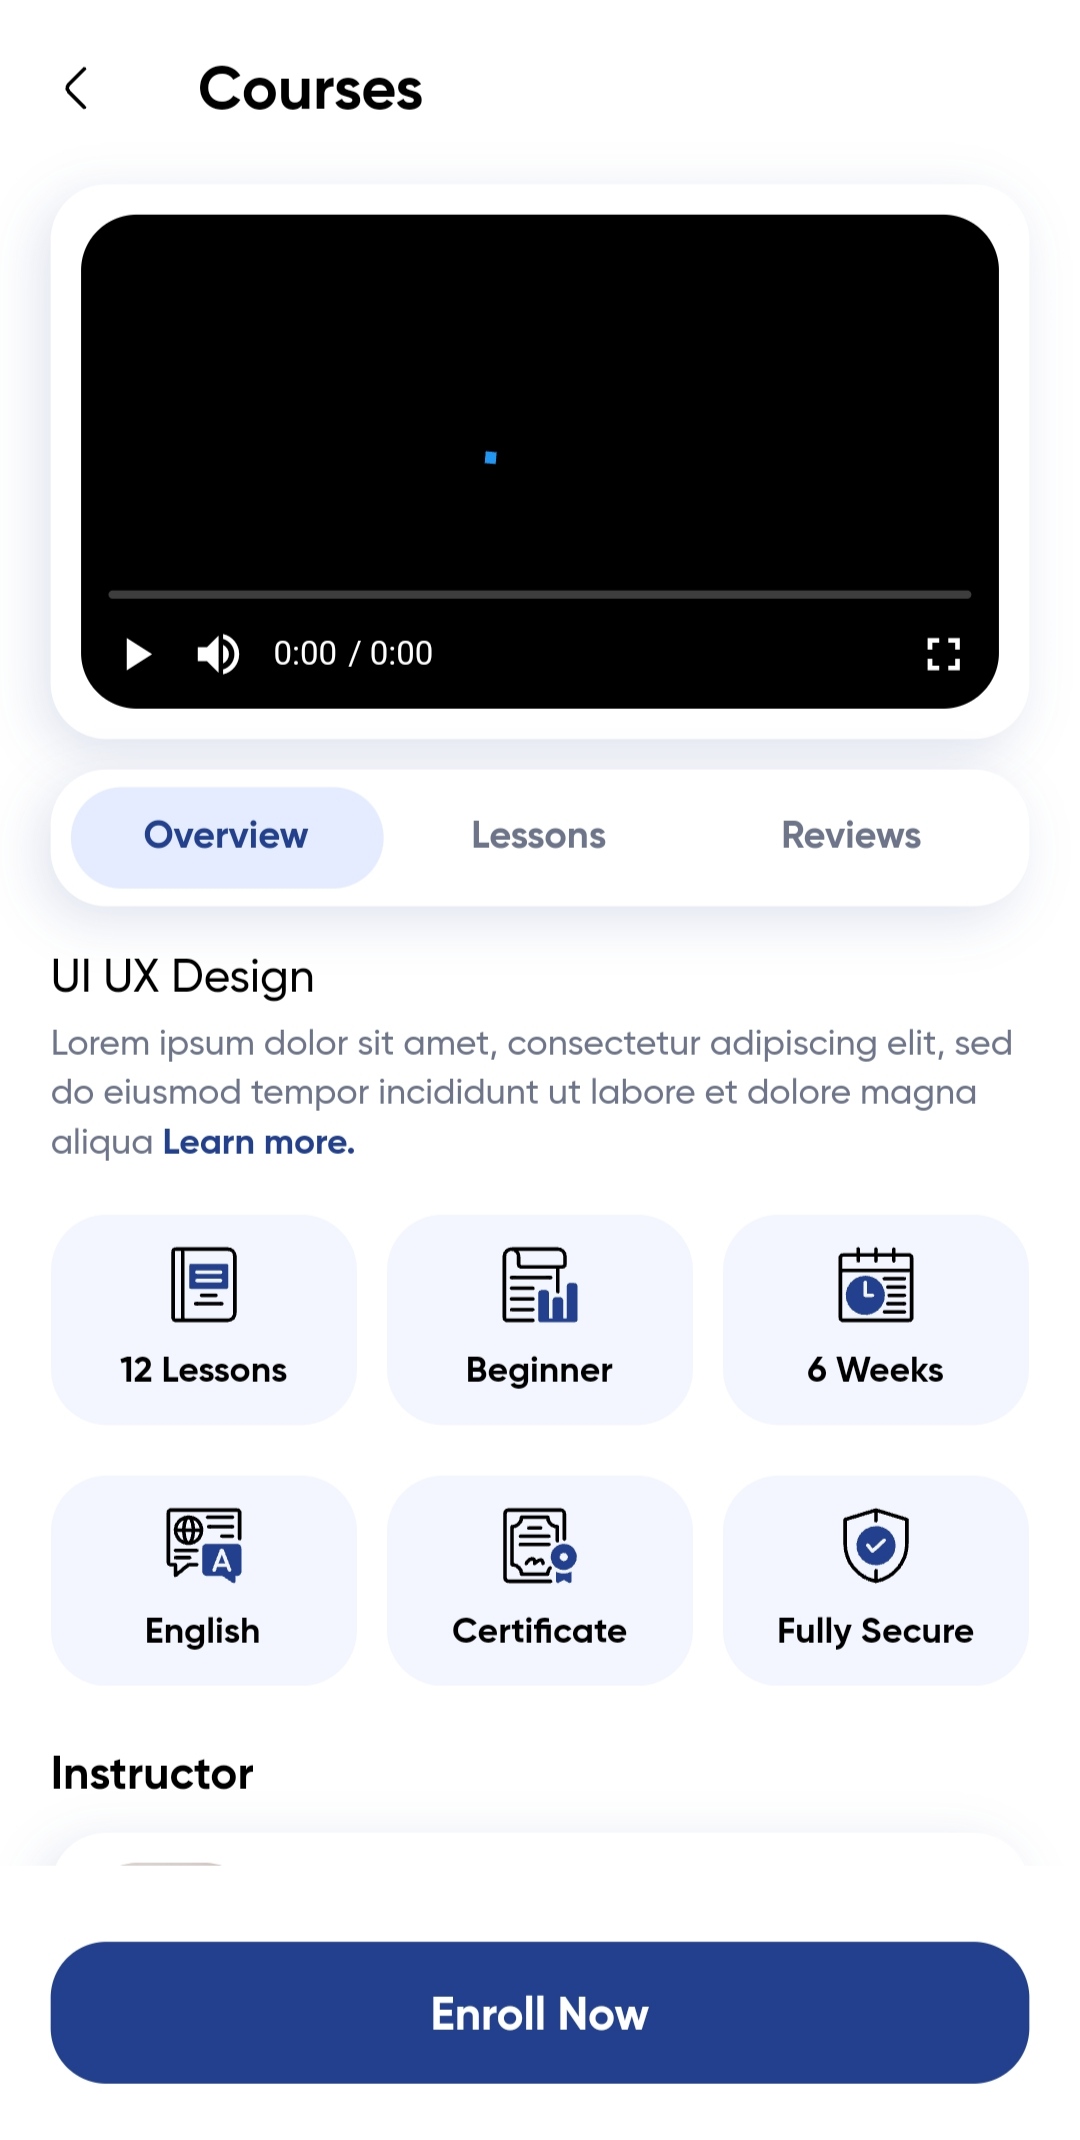 Courses
0:00 / 0:00
Overview Lessons Reviews
UI UX Design
Lorem ipsum dolor sit amet, consectetur adipiscing elit, sed
do eiusmod tempor incididunt ut labore et dolore magna
aliqua Learn more.
12 Lessons Beginner 6 Weeks
A
English Certificate Fully Secure
Instructor
Enroll Now